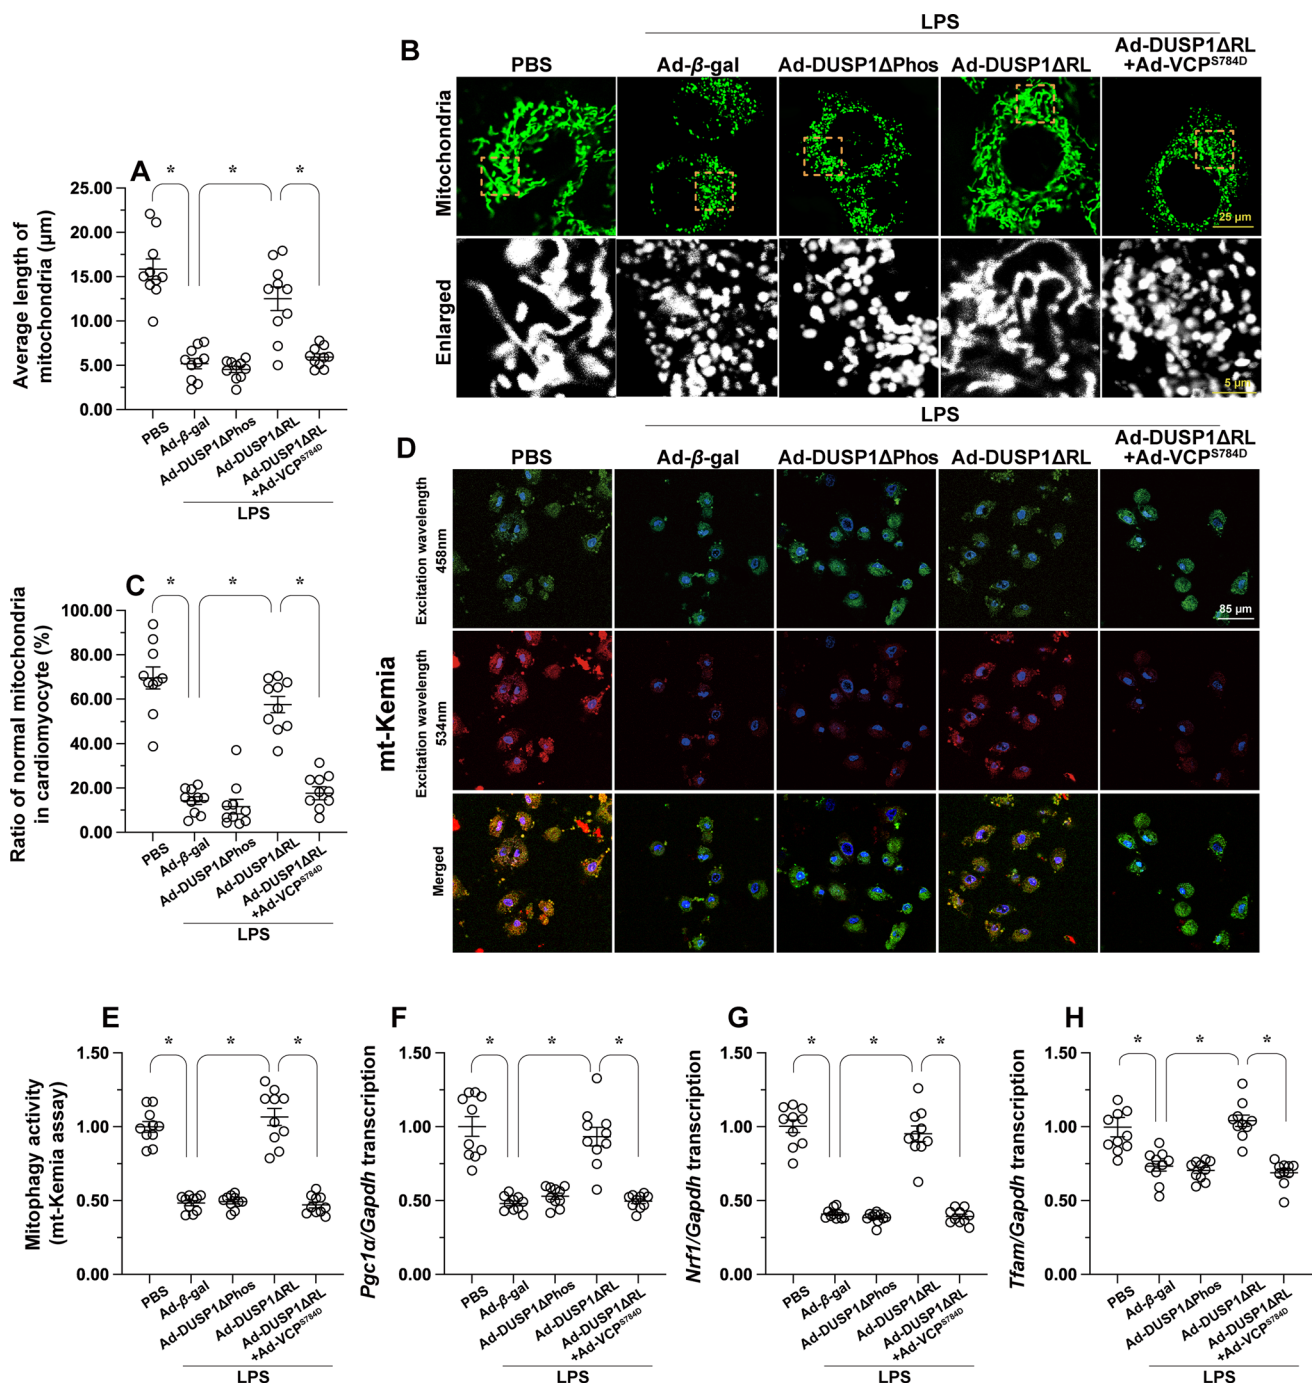 A
*
*
*
Average length of
mitochondria (μm)
25.00
20.00
15.00
10.00
5.00
0.00
PBS
Ad-β-gal
Ad-DUSP1ΔPhos
Ad-DUSP1ΔRL
Ad-DUSP1ΔRL
+Ad-VCPS784D
LPS
B
LPS
PBS
Ad-β-gal
Ad-DUSP1ΔPhos
Ad-DUSP1ΔRL
Ad-DUSP1ΔRL
+Ad-VCPS784D
Mitochondria
25 μm
Enlarged
5 μm
C
*
*
*
Ratio of normal mitochondria
in cardiomyocyte (%)
100.00
80.00
60.00
40.00
20.00
0.00
PBS
Ad-β-gal
Ad-DUSP1ΔPhos
Ad-DUSP1ΔRL
Ad-DUSP1ΔRL
+Ad-VCPS784D
LPS
D
LPS
PBS
Ad-β-gal
Ad-DUSP1ΔPhos
Ad-DUSP1ΔRL
Ad-DUSP1ΔRL
+Ad-VCPS784D
mt-Kemia
Excitation wavelength
458nm
85 μm
Excitation wavelength
534nm
Merged
E
*
*
*
Mitophagy activity
(mt-Kemia assay)
1.50
1.00
0.50
0.00
PBS
Ad-β-gal
Ad-DUSP1ΔPhos
Ad-DUSP1ΔRL
Ad-DUSP1ΔRL
+Ad-VCPS784D
LPS
F
*
*
*
Pgc1α/Gapdh transcription
1.50
1.00
0.50
0.00
PBS
Ad-β-gal
Ad-DUSP1ΔPhos
Ad-DUSP1ΔRL
Ad-DUSP1ΔRL
+Ad-VCPS784D
LPS
G
*
*
*
Nrf1/Gapdh transcription
1.50
1.00
0.50
0.00
PBS
Ad-β-gal
Ad-DUSP1ΔPhos
Ad-DUSP1ΔRL
Ad-DUSP1ΔRL
+Ad-VCPS784D
LPS
H
*
*
*
Tfam/Gapdh transcription
1.50
1.00
0.50
0.00
PBS
Ad-β-gal
Ad-DUSP1ΔPhos
Ad-DUSP1ΔRL
Ad-DUSP1ΔRL
+Ad-VCPS784D
LPS